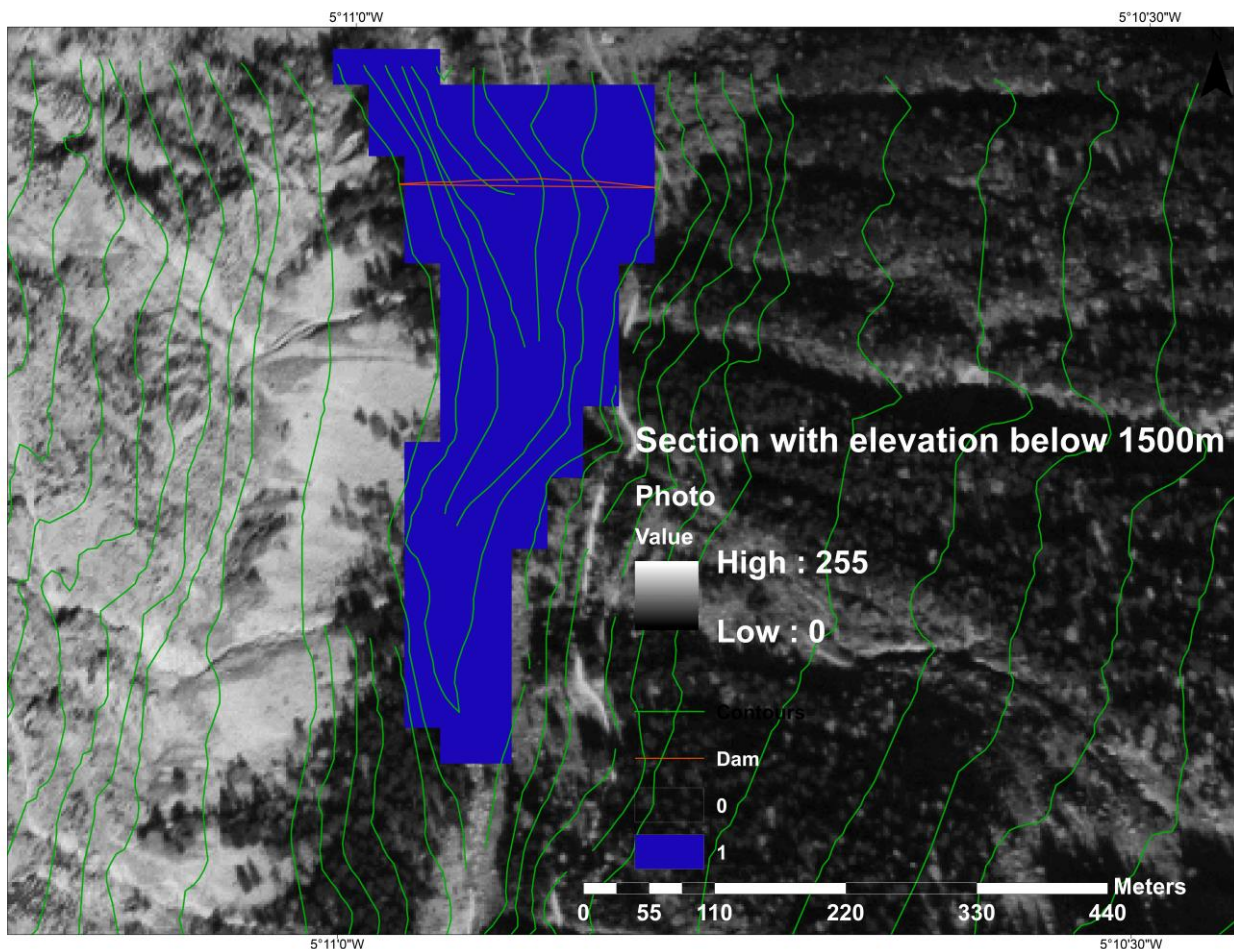 5°11'0"W 5°10'30"W
Section with elevation below 1500m
Photo
Value
High : 255
Low : 0
Contours
Dam
0
1
Meters
0 55 110 220 330 440
5°11'0"W 5°10'30"W